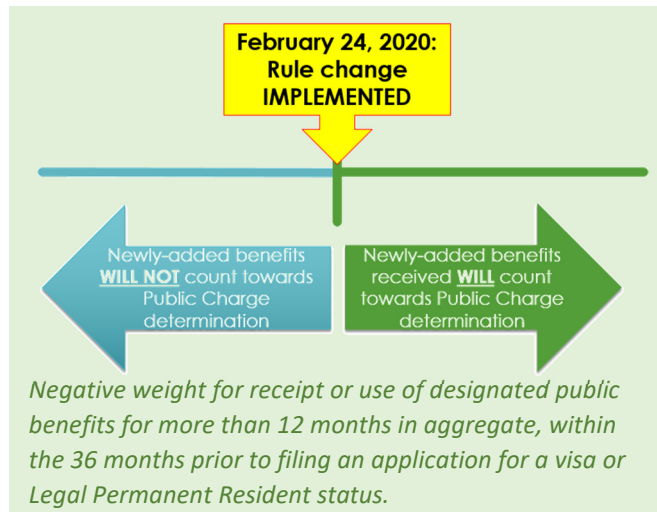 February 24, 2020:
Rule change
IMPLEMENTED
Newly-added benefits
WILL NOT count towards
Public Charge
determination
Newly-added benefits
received WILL count
towards Public Charge
determination
Negative weight for receipt or use of designated public
benefits for more than 12 months in aggregate, within
the 36 months prior to filing an application for a visa or
Legal Permanent Resident status.